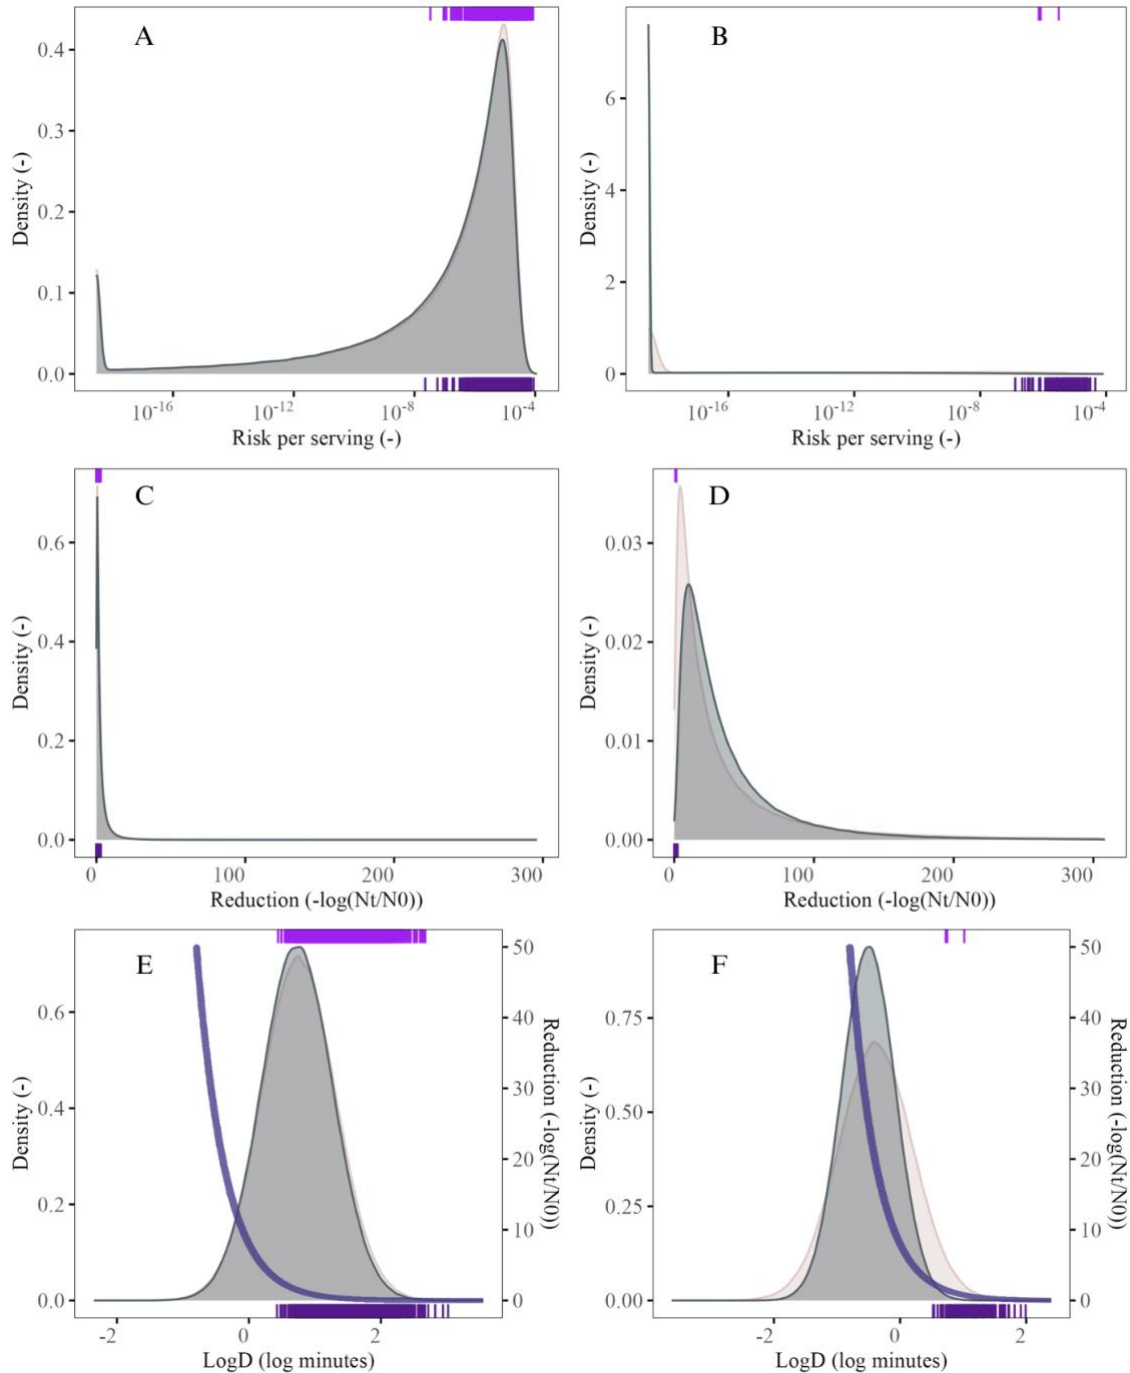 A
Density (-)
0.4
0.3
0.2
0.1
0.0
10-16
10-12
10-8
10-4
Risk per serving (-)
B
Density (-)
6
4
2
0
10-16
10-12
10-8
10-4
Risk per serving (-)
C
Density (-)
0.6
0.4
0.2
0.0
0
100
200
300
Reduction (-log(Nt/N0))
D
Density (-)
0.03
0.02
0.01
0.00
0
100
200
300
Reduction (-log(Nt/N0))
E
Density (-)
0.6
0.4
0.2
0.0
50
40
30
20
10
0
Reduction (-log(Nt/N0))
-2
0
2
LogD (log minutes)
F
Density (-)
0.75
0.50
0.25
0.00
50
40
30
20
10
0
Reduction (-log(Nt/N0))
-2
0
2
LogD (log minutes)